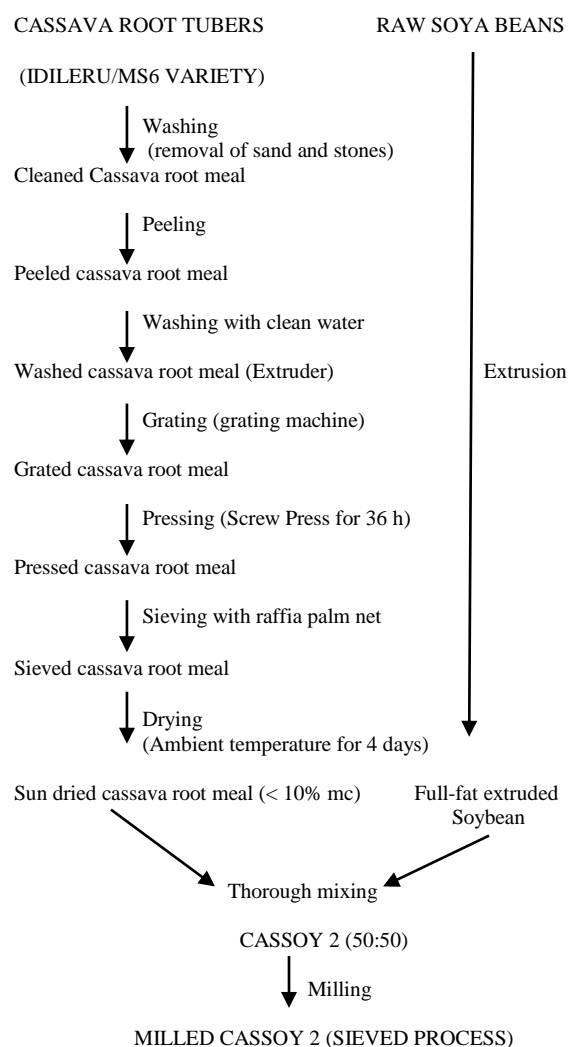 CASSAVA ROOT TUBERS
RAW SOYA BEANS
(IDILERU/MS6 VARIETY)
Washing
(removal of sand and stones)
Cleaned Cassava root meal
Peeling
Peeled cassava root meal
Washing with clean water
Washed cassava root meal (Extruder)
Extrusion
Grating (grating machine)
Grated cassava root meal
Pressing (Screw Press for 36 h)
Pressed cassava root meal
Sieving with raffia palm net
Sieved cassava root meal
Drying
(Ambient temperature for 4 days)
Sun dried cassava root meal (< 10% mc)
Full-fat extruded
Soybean
Thorough mixing
CASSOY 2 (50:50)
Milling
MILLED CASSOY 2 (SIEVED PROCESS)